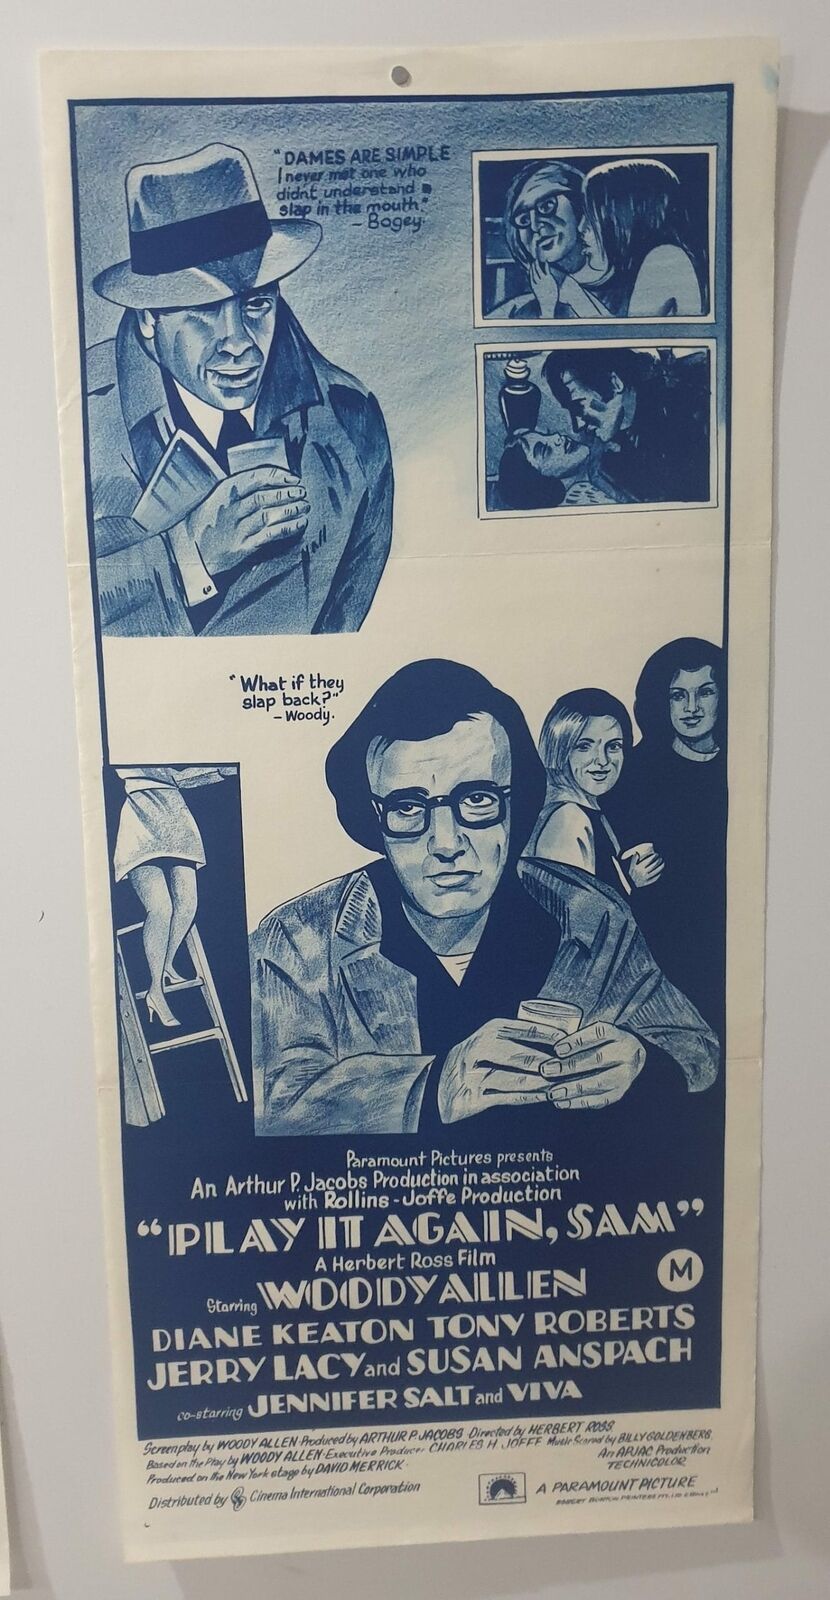 "DAMES ARE SIMPLE
I never met one who
didnt understand a
slap in the mouth."
- Bogey.
"What if they
slap back?"
- Woody.
Paramount Pictures presents
An Arthur P. Jacobs Production in association
with Rollins - Joffe Production
"PLAY IT AGAIN, SAM"
A Herbert Ross Film
M
Starring WOODY ALLEN
DIANE KEATON TONY ROBERTS
JERRY LACY and SUSAN ANSPACH
co-starring JENNIFER SALT and VIVA
Screenplay by WOODY ALLEN · Produced by ARTHUR P. JACOBS · Directed by HERBERT ROSS.
Based on the Play by WOODY ALLEN · Executive Producer CHARLES H. JOFFE Music Scored by BILLY GOLDENBERG
Produced on the New York stage by DAVID MERRICK. An APJAC Production
TECHNICOLOR
Distributed by Cinema International Corporation
A PARAMOUNT PICTURE
ROBERT BURTON PRINTERS PTY. LTD